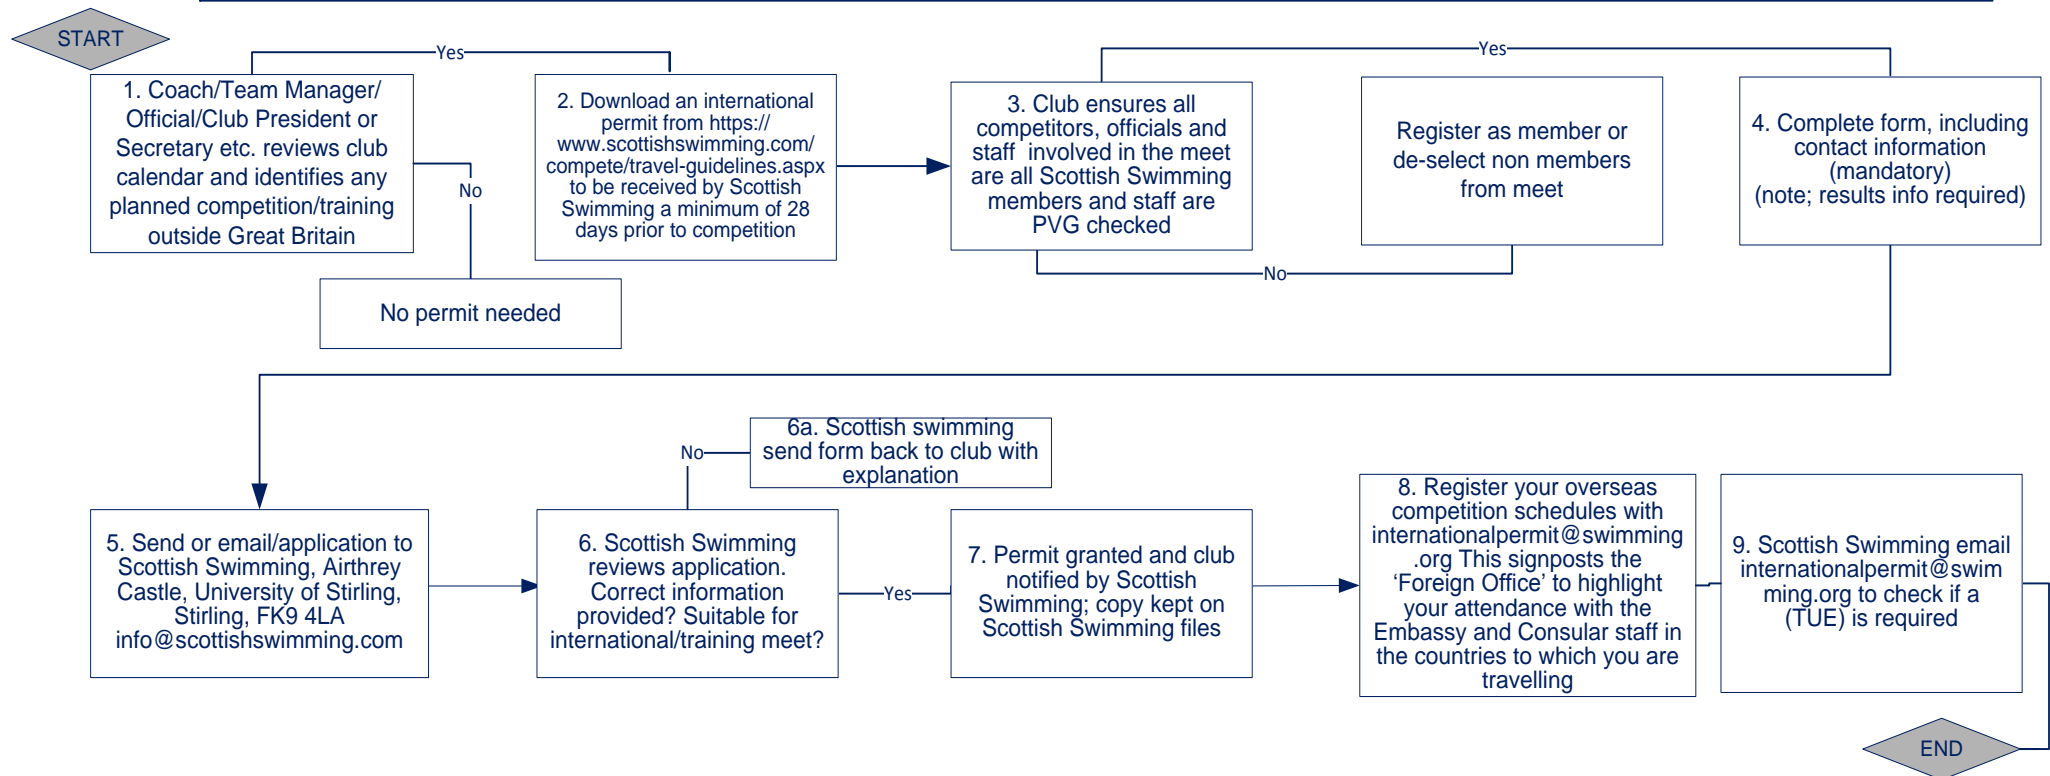 START
Yes
1. Coach/Team Manager/
Official/Club President or
Secretary etc. reviews club
calendar and identifies any
planned competition/training
outside Great Britain
No
No permit needed
2. Download an international
permit from https://
www.scottishswimming.com/
compete/travel-guidelines.aspx
to be received by Scottish
Swimming a minimum of 28
days prior to competition
Yes
3. Club ensures all
competitors, officials and
staff  involved in the meet
are all Scottish Swimming
members and staff are
PVG checked
No
Register as member or
de-select non members
from meet
4. Complete form, including
contact information
(mandatory)
(note; results info required)
5. Send or email/application to
Scottish Swimming, Airthrey
Castle, University of Stirling,
Stirling, FK9 4LA
info@scottishswimming.com
6. Scottish Swimming
reviews application.
Correct information
provided? Suitable for
international/training meet?
No
6a. Scottish swimming
send form back to club with
explanation
Yes
7. Permit granted and club
notified by Scottish
Swimming; copy kept on
Scottish Swimming files
8. Register your overseas
competition schedules with
internationalpermit@swimming
.org This signposts the
‘Foreign Office’ to highlight
your attendance with the
Embassy and Consular staff in
the countries to which you are
travelling
9. Scottish Swimming email
internationalpermit@swim
ming.org to check if a
(TUE) is required
END